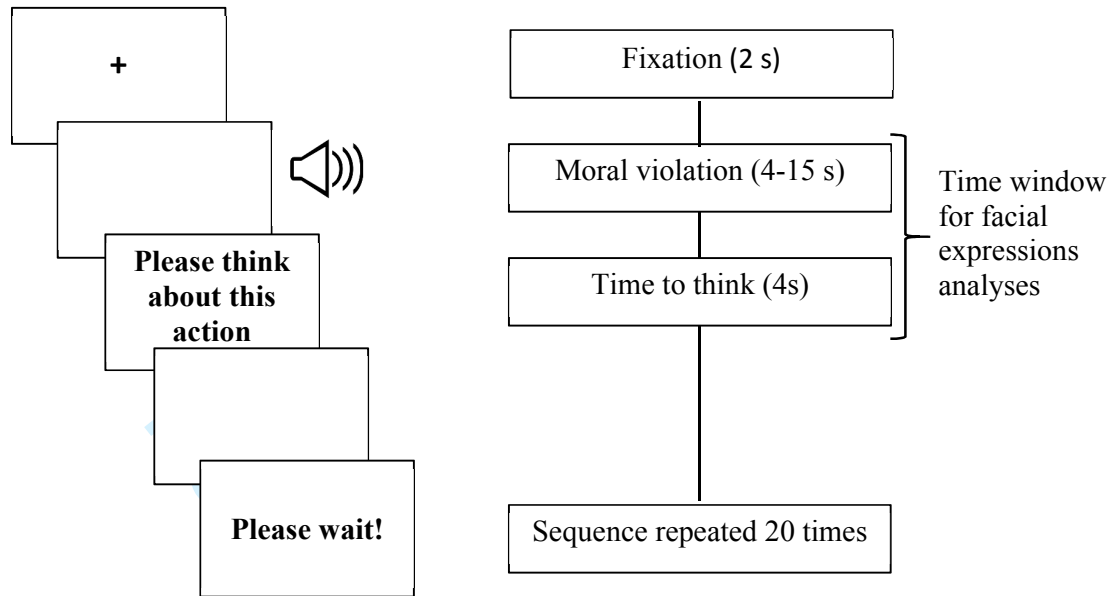 +
Please think
about this
action
Please wait!
Fixation (2 s)
Moral violation (4-15 s)
Time to think (4s)
Sequence repeated 20 times
Time window
for facial
expressions
analyses